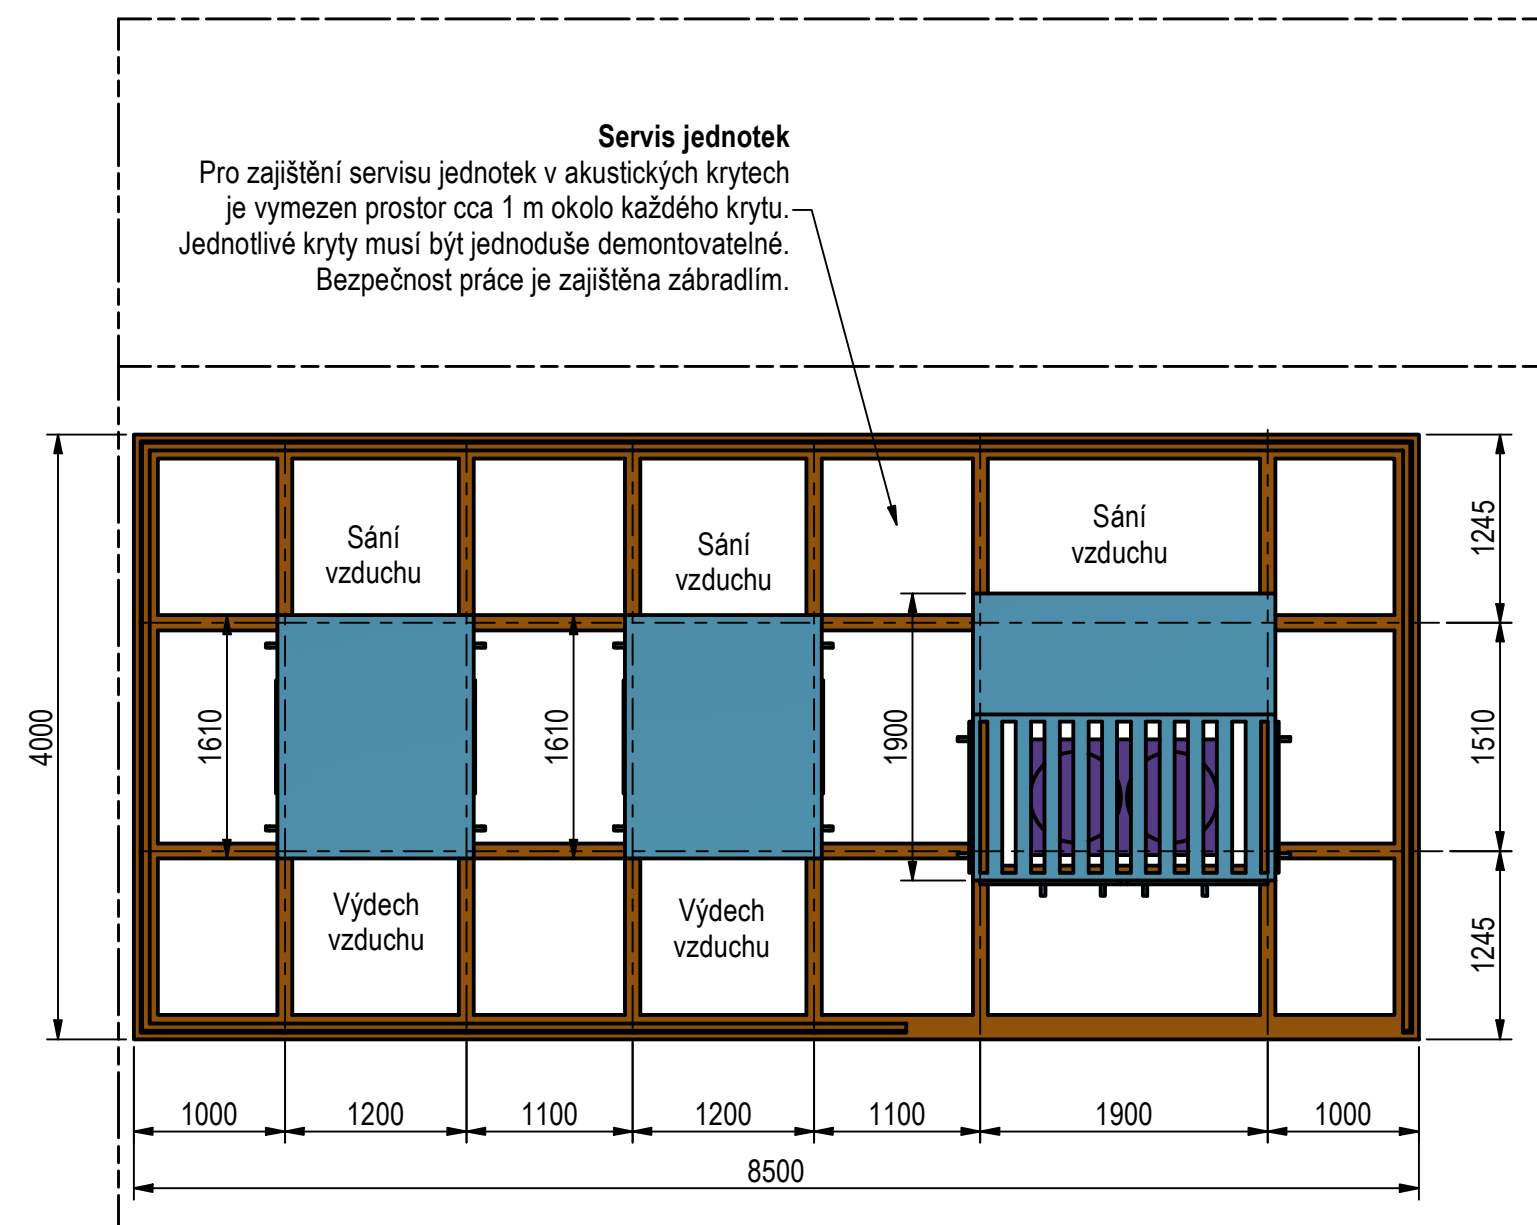 Servis jednotek
Pro zajištění servisu jednotek v akustických krytech
je vymezen prostor cca 1 m okolo každého krytu.
Jednotlivé kryty musí být jednoduše demontovatelné.
Bezpečnost práce je zajištěna zábradlím.
Sání
vzduchu
Sání
vzduchu
Sání
vzduchu
1245
4000
1610
1610
1900
1510
Výdech
vzduchu
Výdech
vzduchu
1245
1000
1200
1100
1200
1100
1900
1000
8500